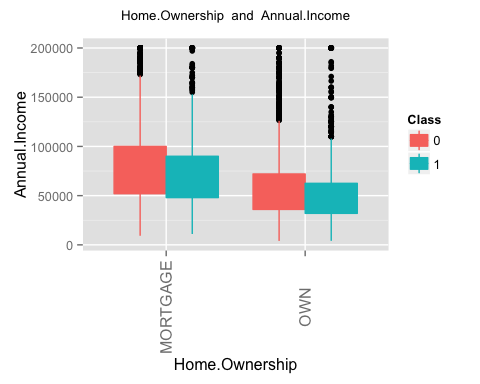 Home.Ownership and Annual.Income
Annual.Income
200000
150000
100000
50000
0
MORTGAGE
OWN
Home.Ownership
Class
0
1